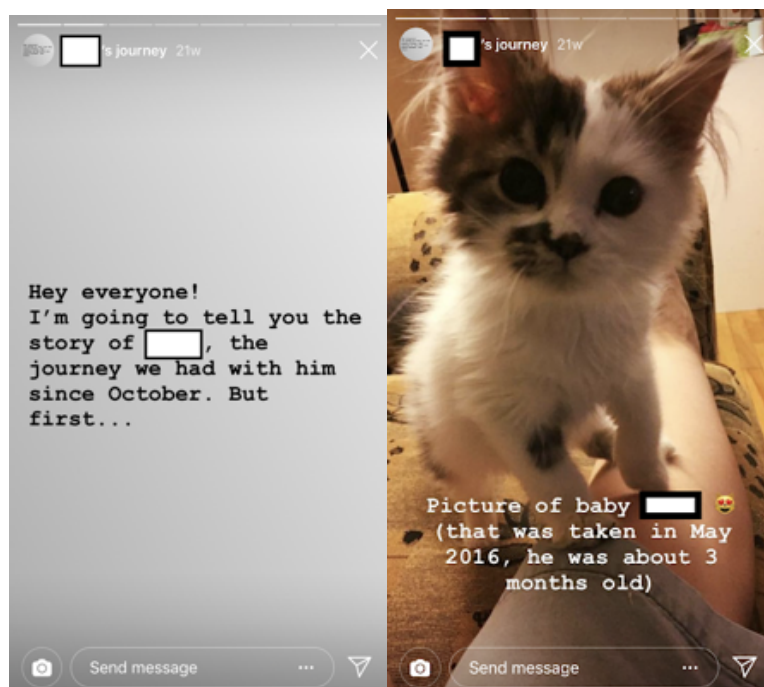 's journey 21w
Hey everyone!
I'm going to tell you the
story of , the
journey we had with him
since October. But
first...
Send message
's journey 21w
Picture of baby 😍
(that was taken in May
2016, he was about 3
months old)
Send message